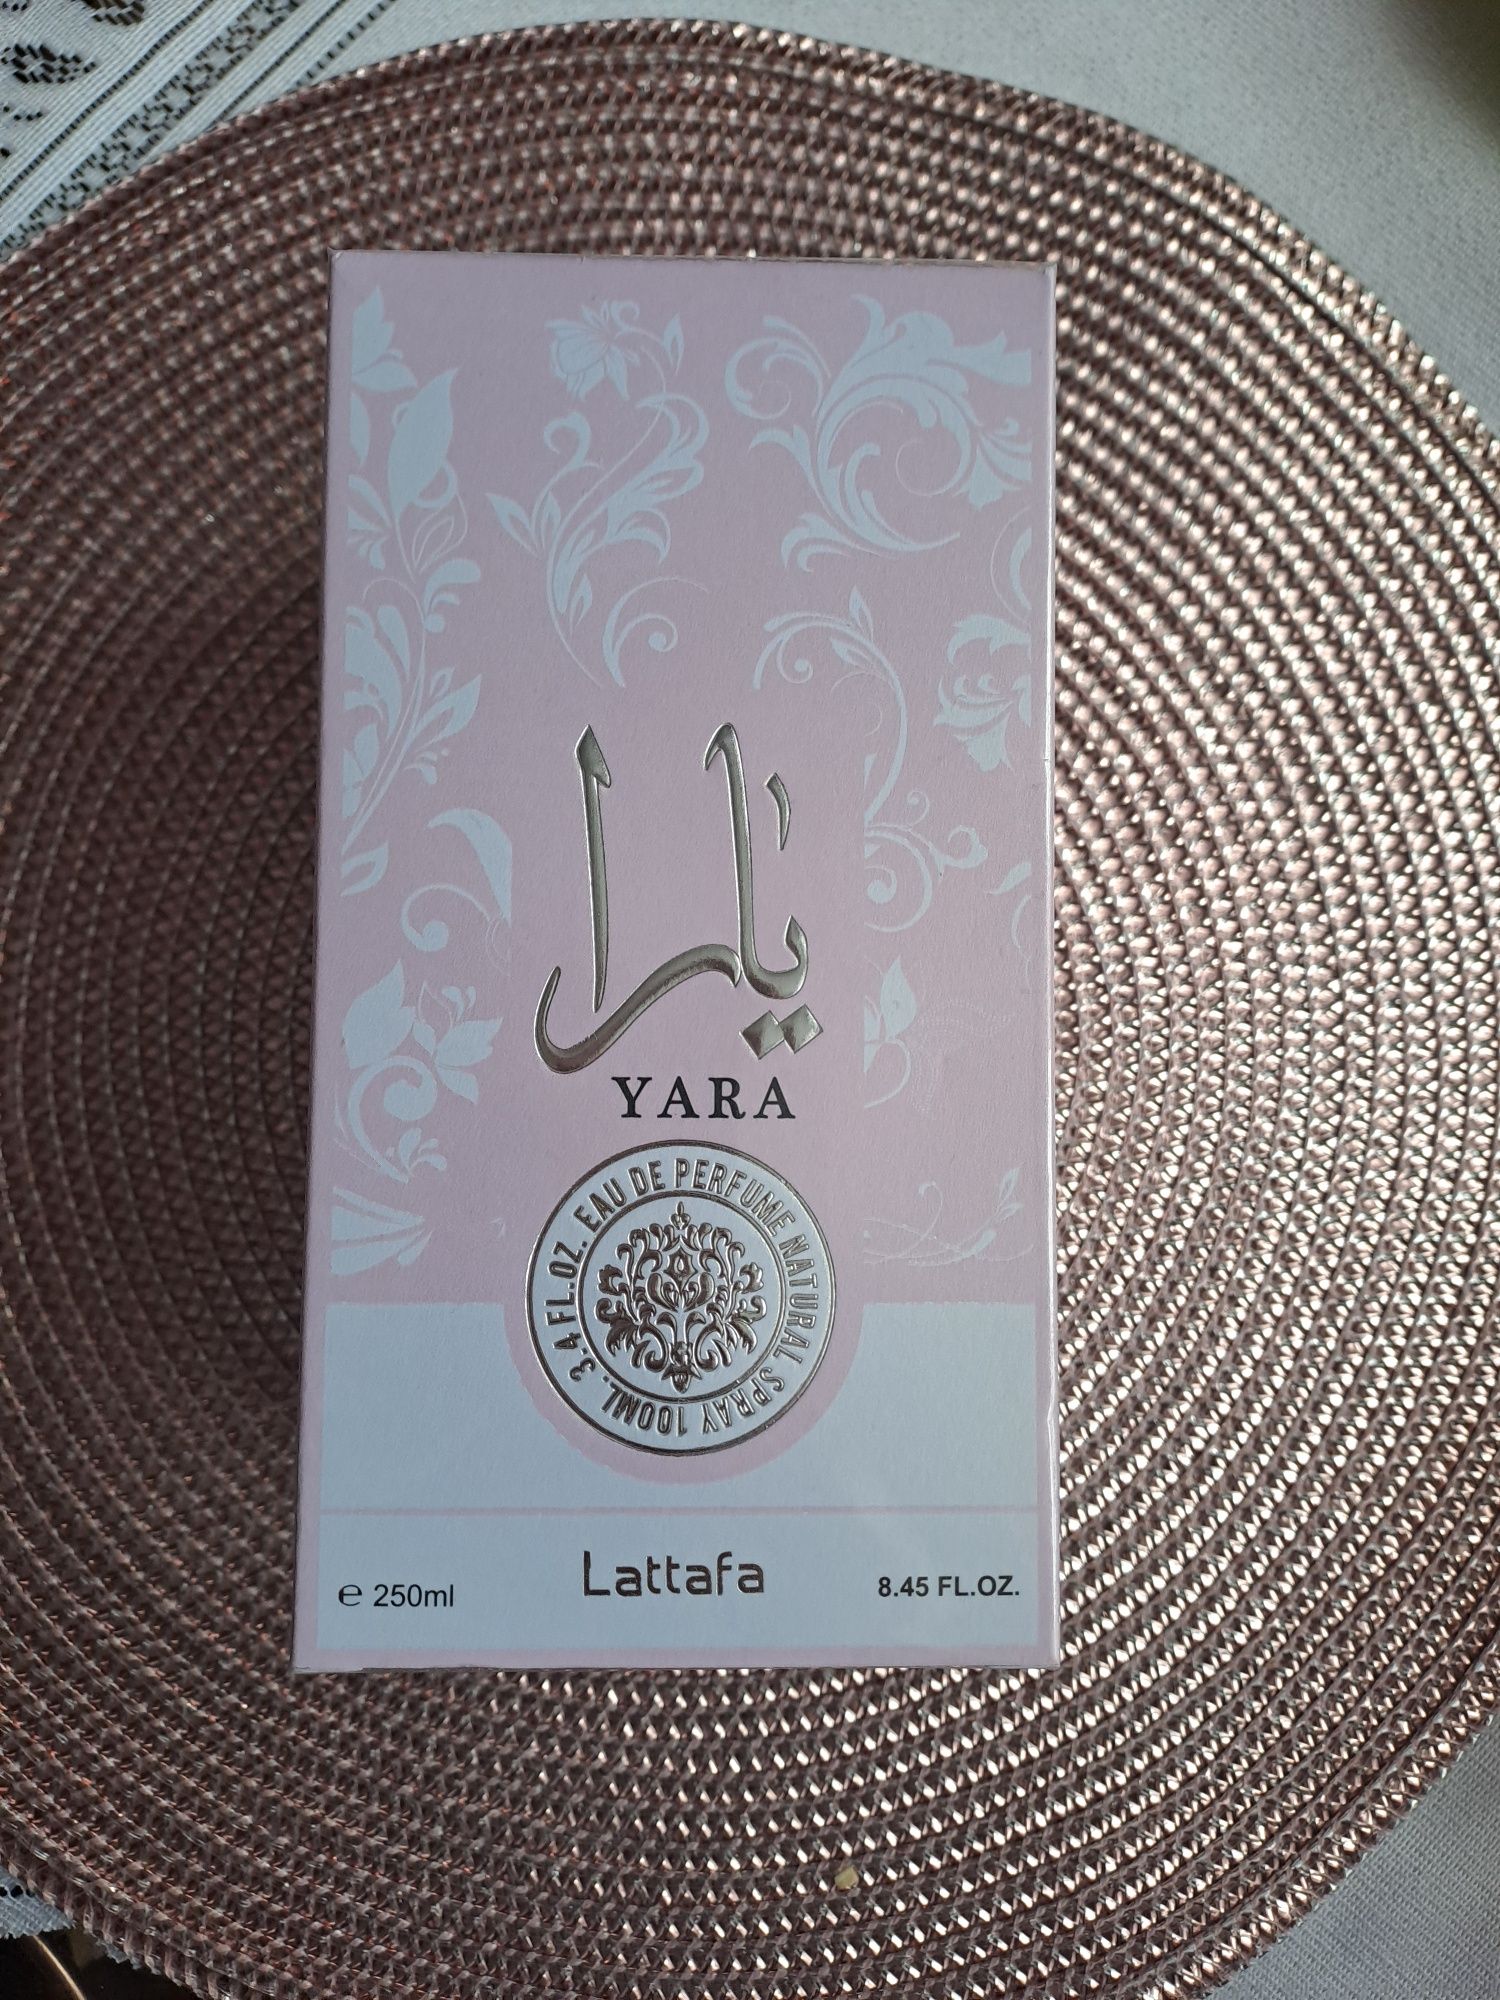 يارا
YARA
3.4 FL.OZ. EAU DE PERFUME NATURAL SPRAY 100ML.
Lattafa
℮ 250ml
8.45 FL.OZ.